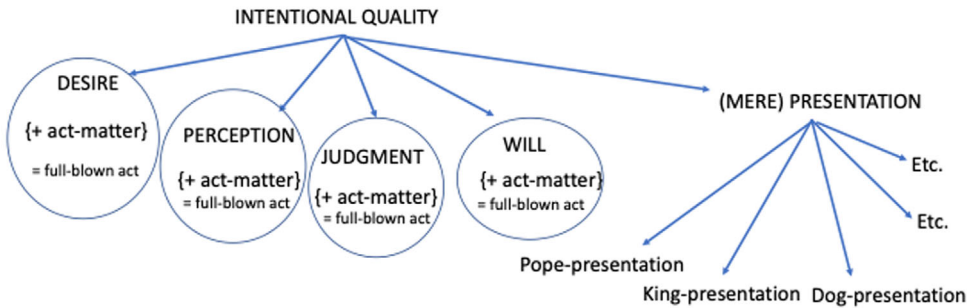 INTENTIONAL QUALITY
DESIRE
{+ act-matter}
= full-blown act
PERCEPTION
{+ act-matter}
= full-blown act
JUDGMENT
{+ act-matter}
= full-blown act
WILL
{+ act-matter}
= full-blown act
(MERE) PRESENTATION
Etc.
Etc.
Pope-presentation
King-presentation
Dog-presentation